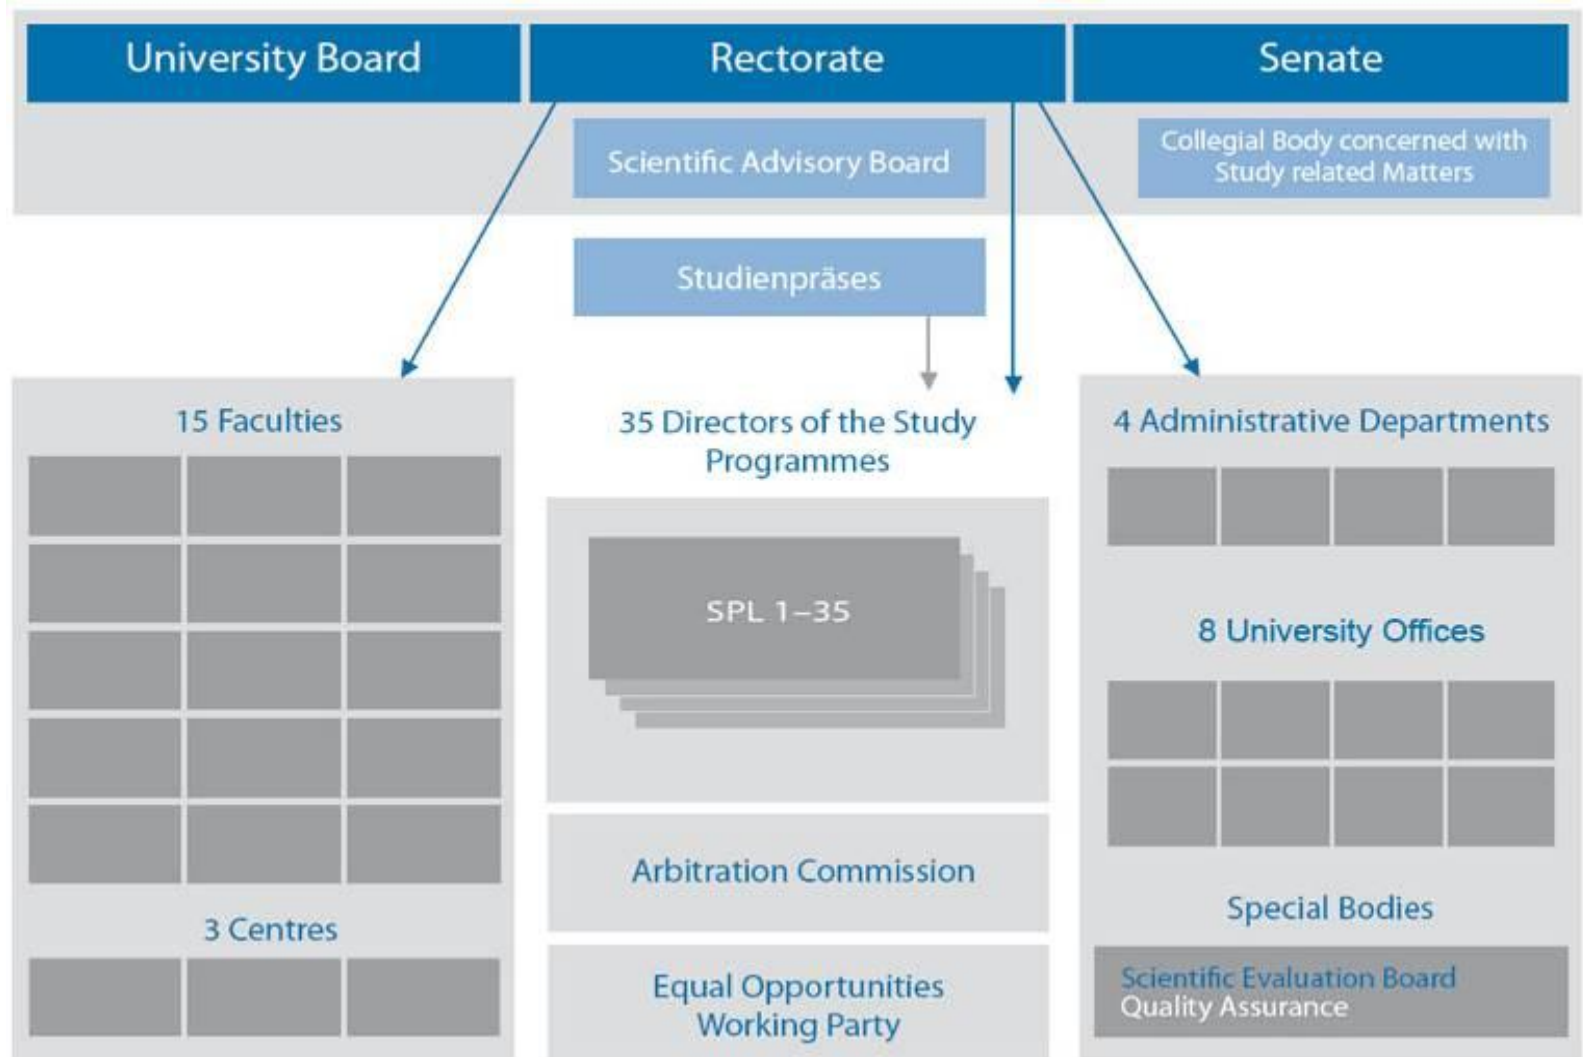 University Board
Rectorate
Senate
Scientific Advisory Board
Collegial Body concerned with
Study related Matters
Studienpräses
15 Faculties
35 Directors of the Study
Programmes
4 Administrative Departments
SPL 1–35
8 University Offices
Arbitration Commission
Special Bodies
3 Centres
Scientific Evaluation Board
Quality Assurance
Equal Opportunities
Working Party